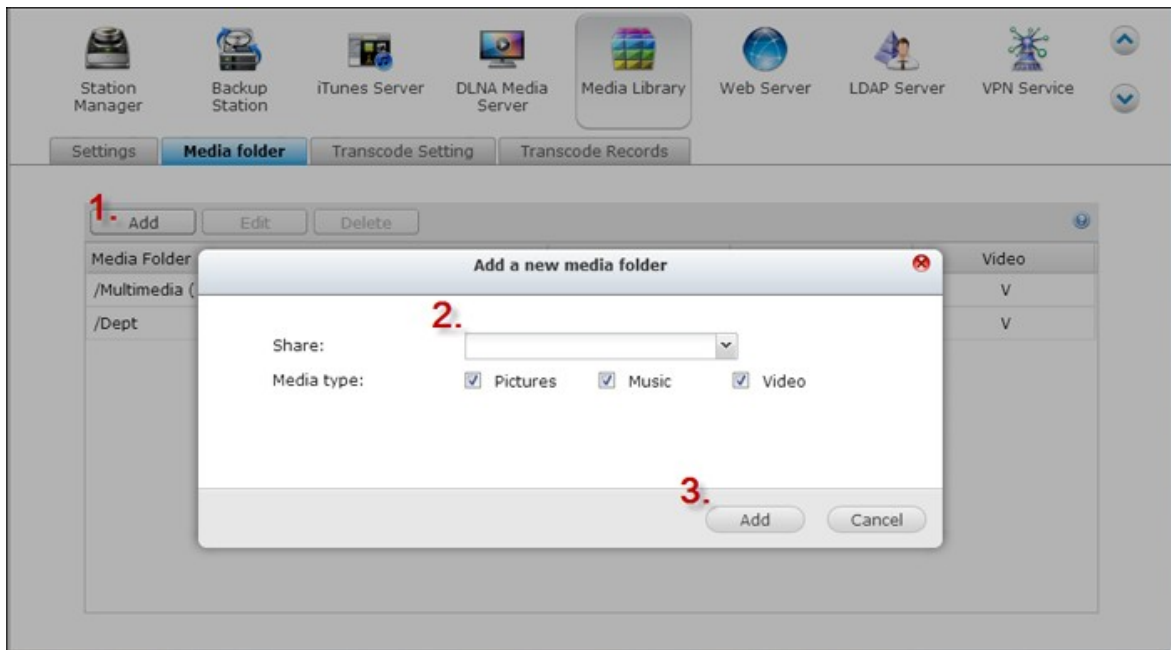 Station Manager
Backup Station
iTunes Server
DLNA Media Server
Media Library
Web Server
LDAP Server
VPN Service
Settings
Media folder
Transcode Setting
Transcode Records
1.
Add
Edit
Delete
Media Folder
Video
/Multimedia (
V
/Dept
V
Add a new media folder
2.
Share:
Media type:
Pictures
Music
Video
3.
Add
Cancel